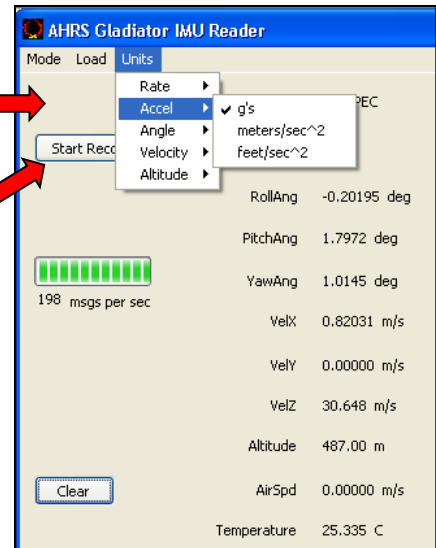 AHRS Gladiator IMU Reader
Mode Load Units
Rate
Accel
Angle
Velocity
Altitude
✓ g's
meters/sec^2
feet/sec^2
PEC
Start Reco
RollAng -0.20195 deg
PitchAng 1.7972 deg
YawAng 1.0145 deg
198 msgs per sec
VelX 0.82031 m/s
VelY 0.00000 m/s
VelZ 30.648 m/s
Altitude 487.00 m
Clear
AirSpd 0.00000 m/s
Temperature 25.335 C